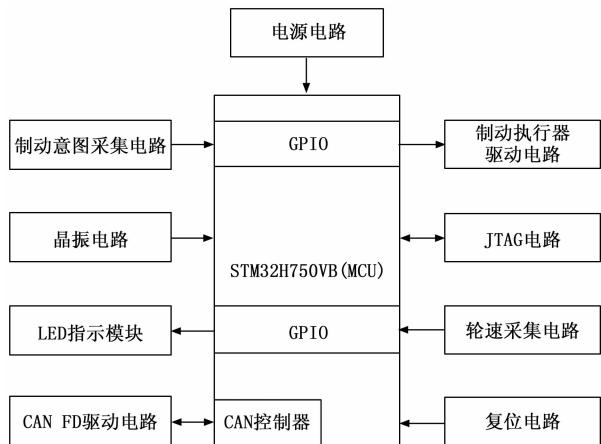 电源电路
制动意图采集电路
GPIO
制动执行器
驱动电路
晶振电路
JTAG电路
STM32H750VB(MCU)
LED指示模块
GPIO
轮速采集电路
CAN FD驱动电路
CAN控制器
复位电路